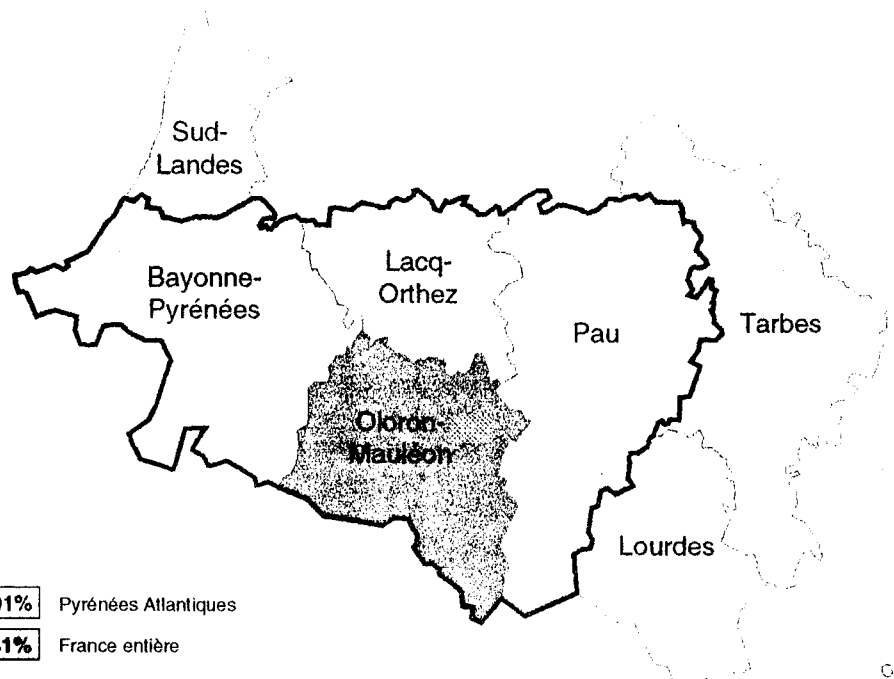 Sud-
Landes
Bayonne-
Pyrénées
Lacq-
Orthez
Pau
Tarbes
Oloron-
Mauléon
Lourdes
Pyrénées Atlantiques
France entière